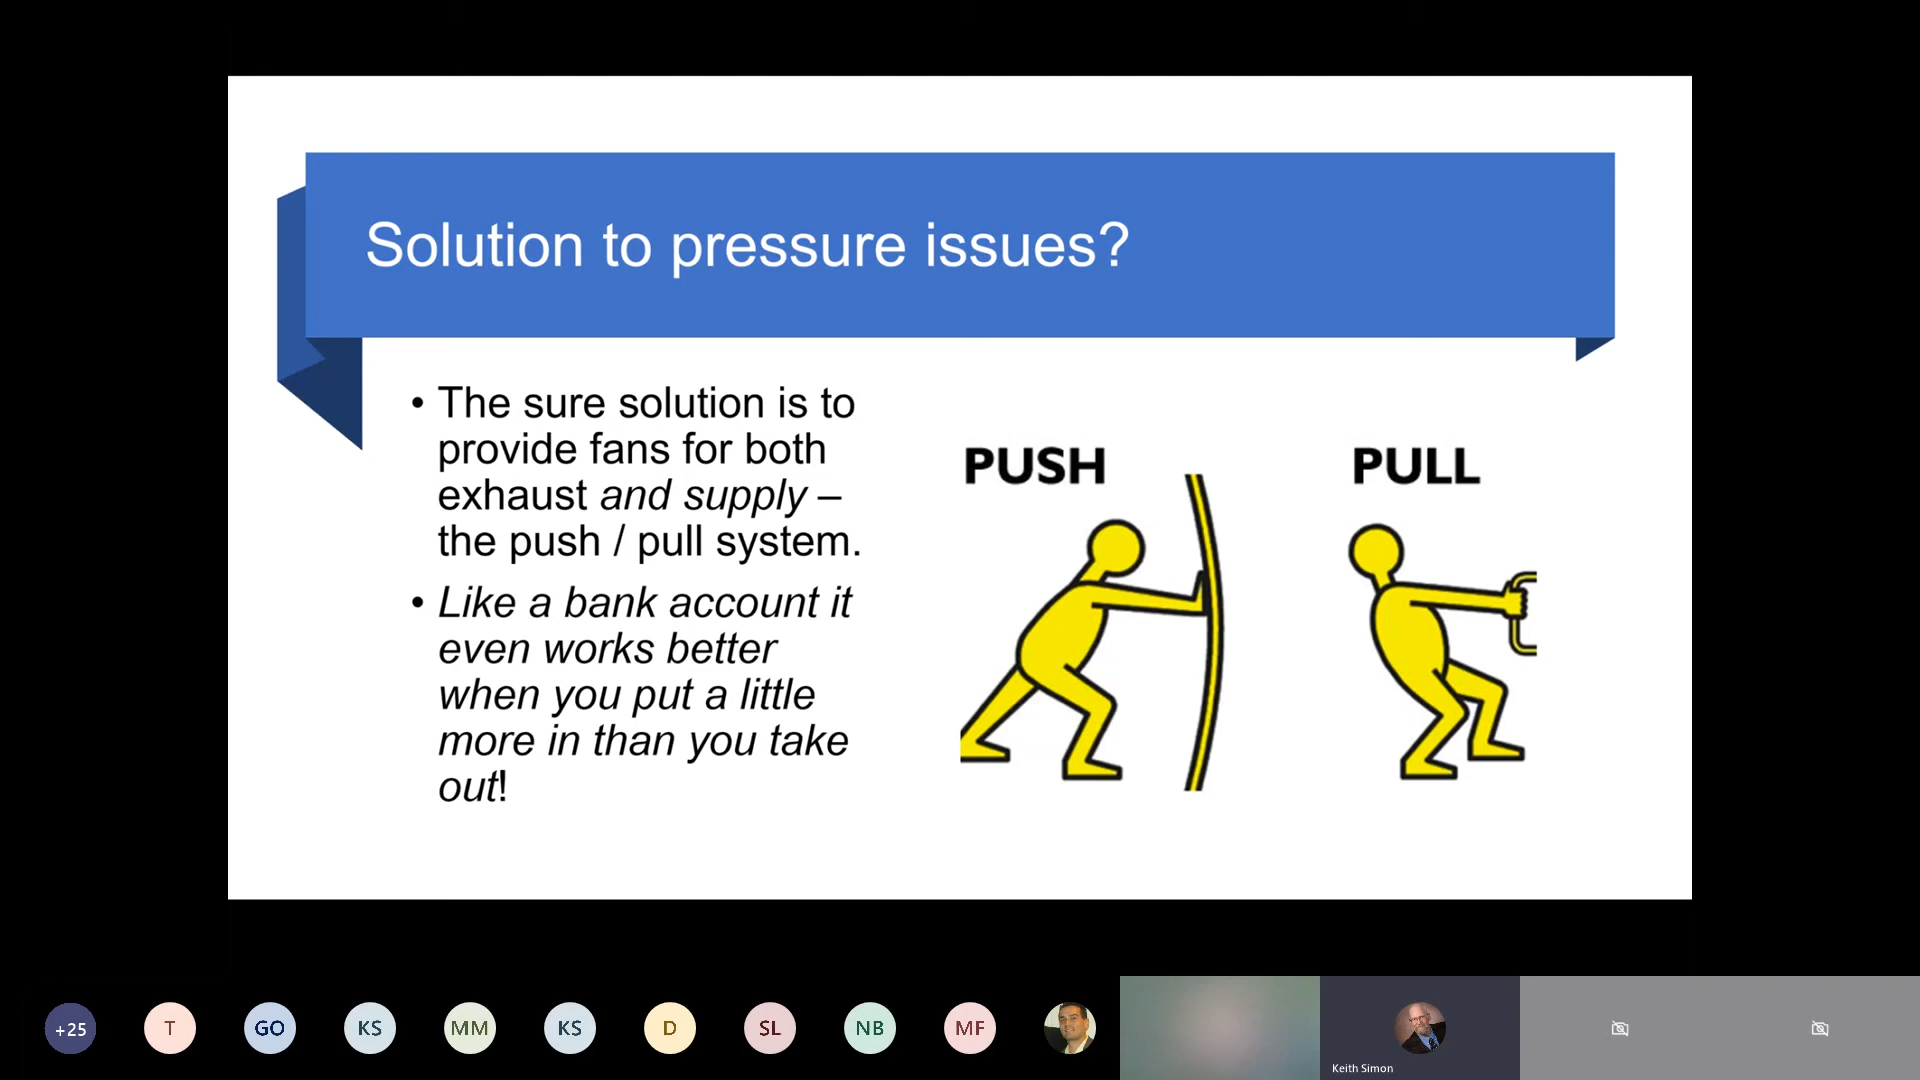 Solution to pressure issues?
• The sure solution is to
provide fans for both
exhaust and supply –
the push / pull system.
• Like a bank account it
even works better
when you put a little
more in than you take
out!
PUSH
PULL
+25
T
GO
KS
MM
KS
D
SL
NB
MF
Keith Simon